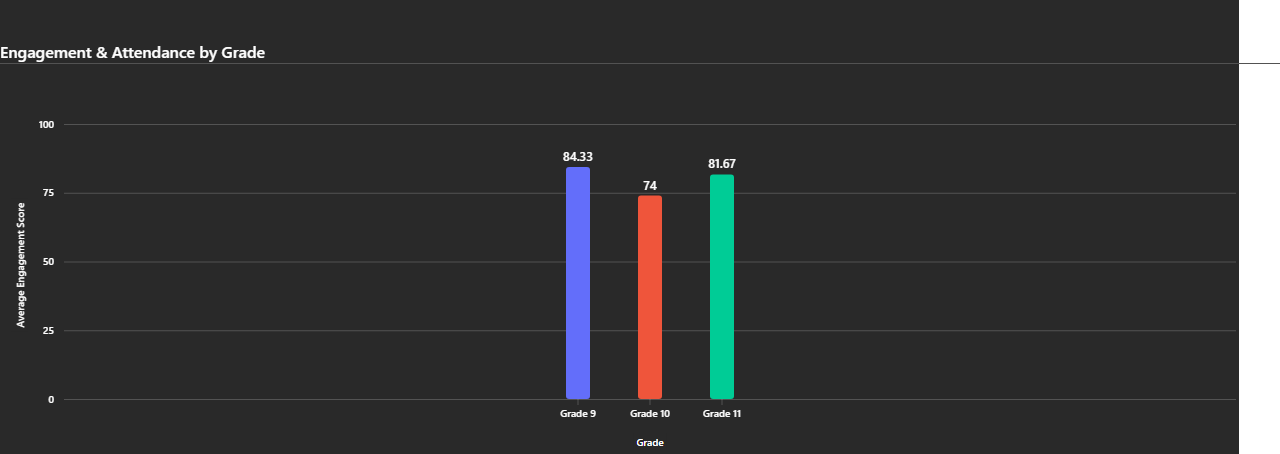 Engagement & Attendance by Grade
100
75
50
25
0
Average Engagement Score
84.33
74
81.67
Grade 9
Grade 10
Grade 11
Grade